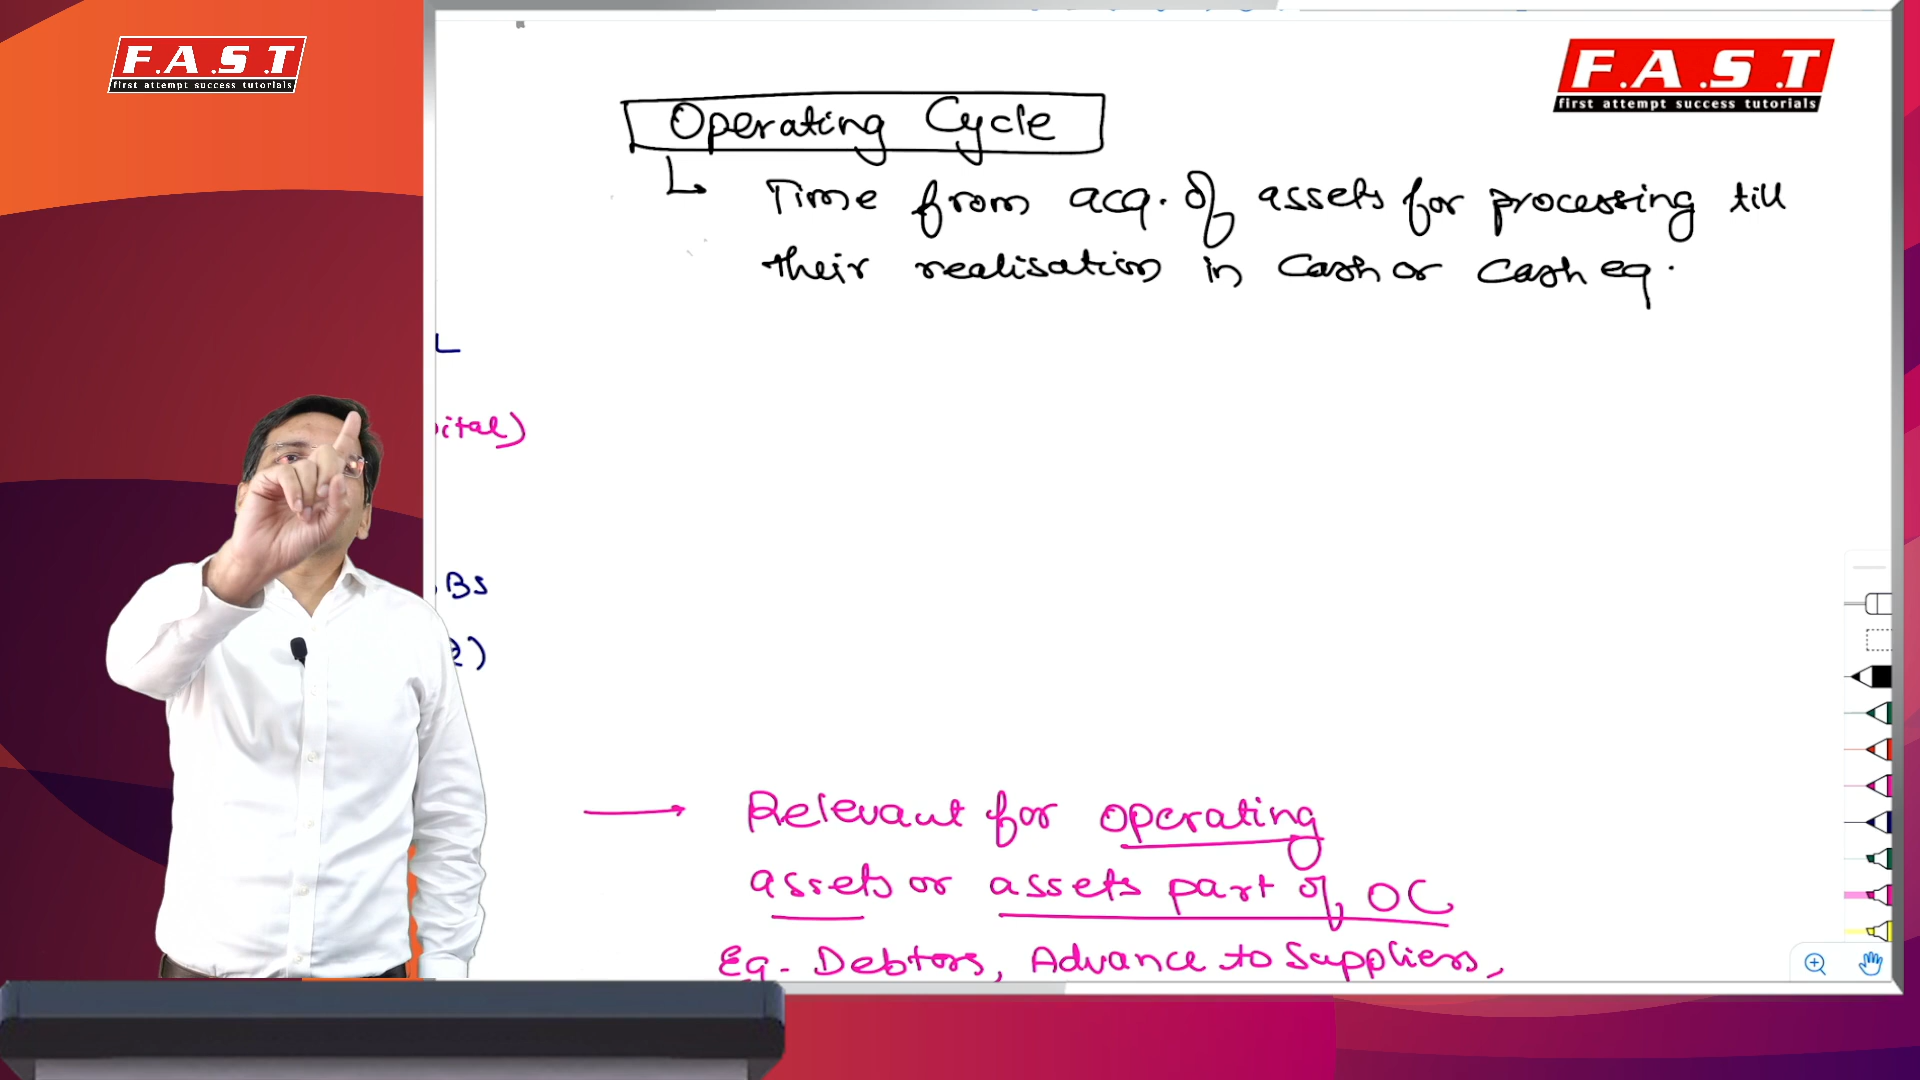 F.A.S.T
first attempt success tutorials
F.A.S.T
first attempt success tutorials
Operating Cycle
Time from acq. of assets for processing till
their realisation in Cash or Cash eq.
L
ital)
BS
2)
Relevant for operating
assets or assets part of OC
Eg. Debtors, Advance to Suppliers,